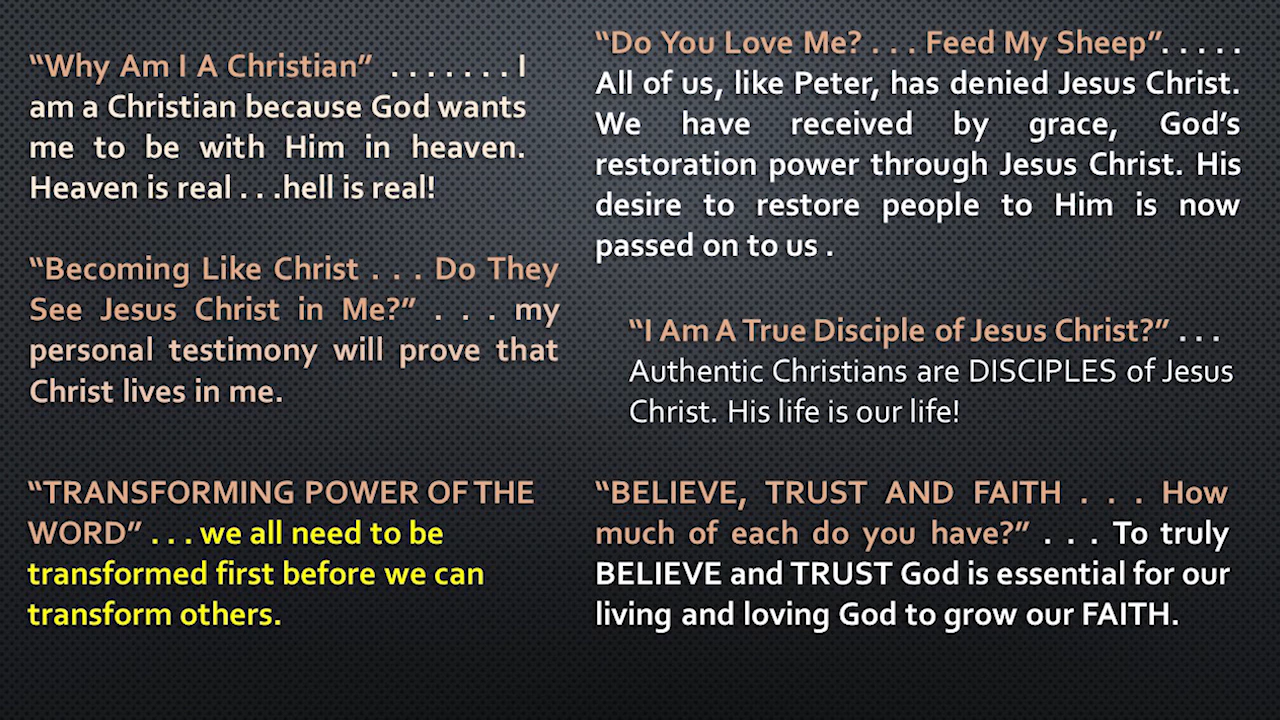 “Why Am I A Christian” . . . . . . . I
am a Christian because God wants
me to be with Him in heaven.
Heaven is real . . .hell is real!
“Becoming Like Christ . . . Do They
See Jesus Christ in Me?” . . . my
personal testimony will prove that
Christ lives in me.
“TRANSFORMING POWER OF THE
WORD” . . . we all need to be
transformed first before we can
transform others.
“Do You Love Me? . . . Feed My Sheep”. . . . .
All of us, like Peter, has denied Jesus Christ.
We have received by grace, God’s
restoration power through Jesus Christ. His
desire to restore people to Him is now
passed on to us .
“I Am A True Disciple of Jesus Christ?” . . .
Authentic Christians are DISCIPLES of Jesus
Christ. His life is our life!
“BELIEVE, TRUST AND FAITH . . . How
much of each do you have?” . . . To truly
BELIEVE and TRUST God is essential for our
living and loving God to grow our FAITH.